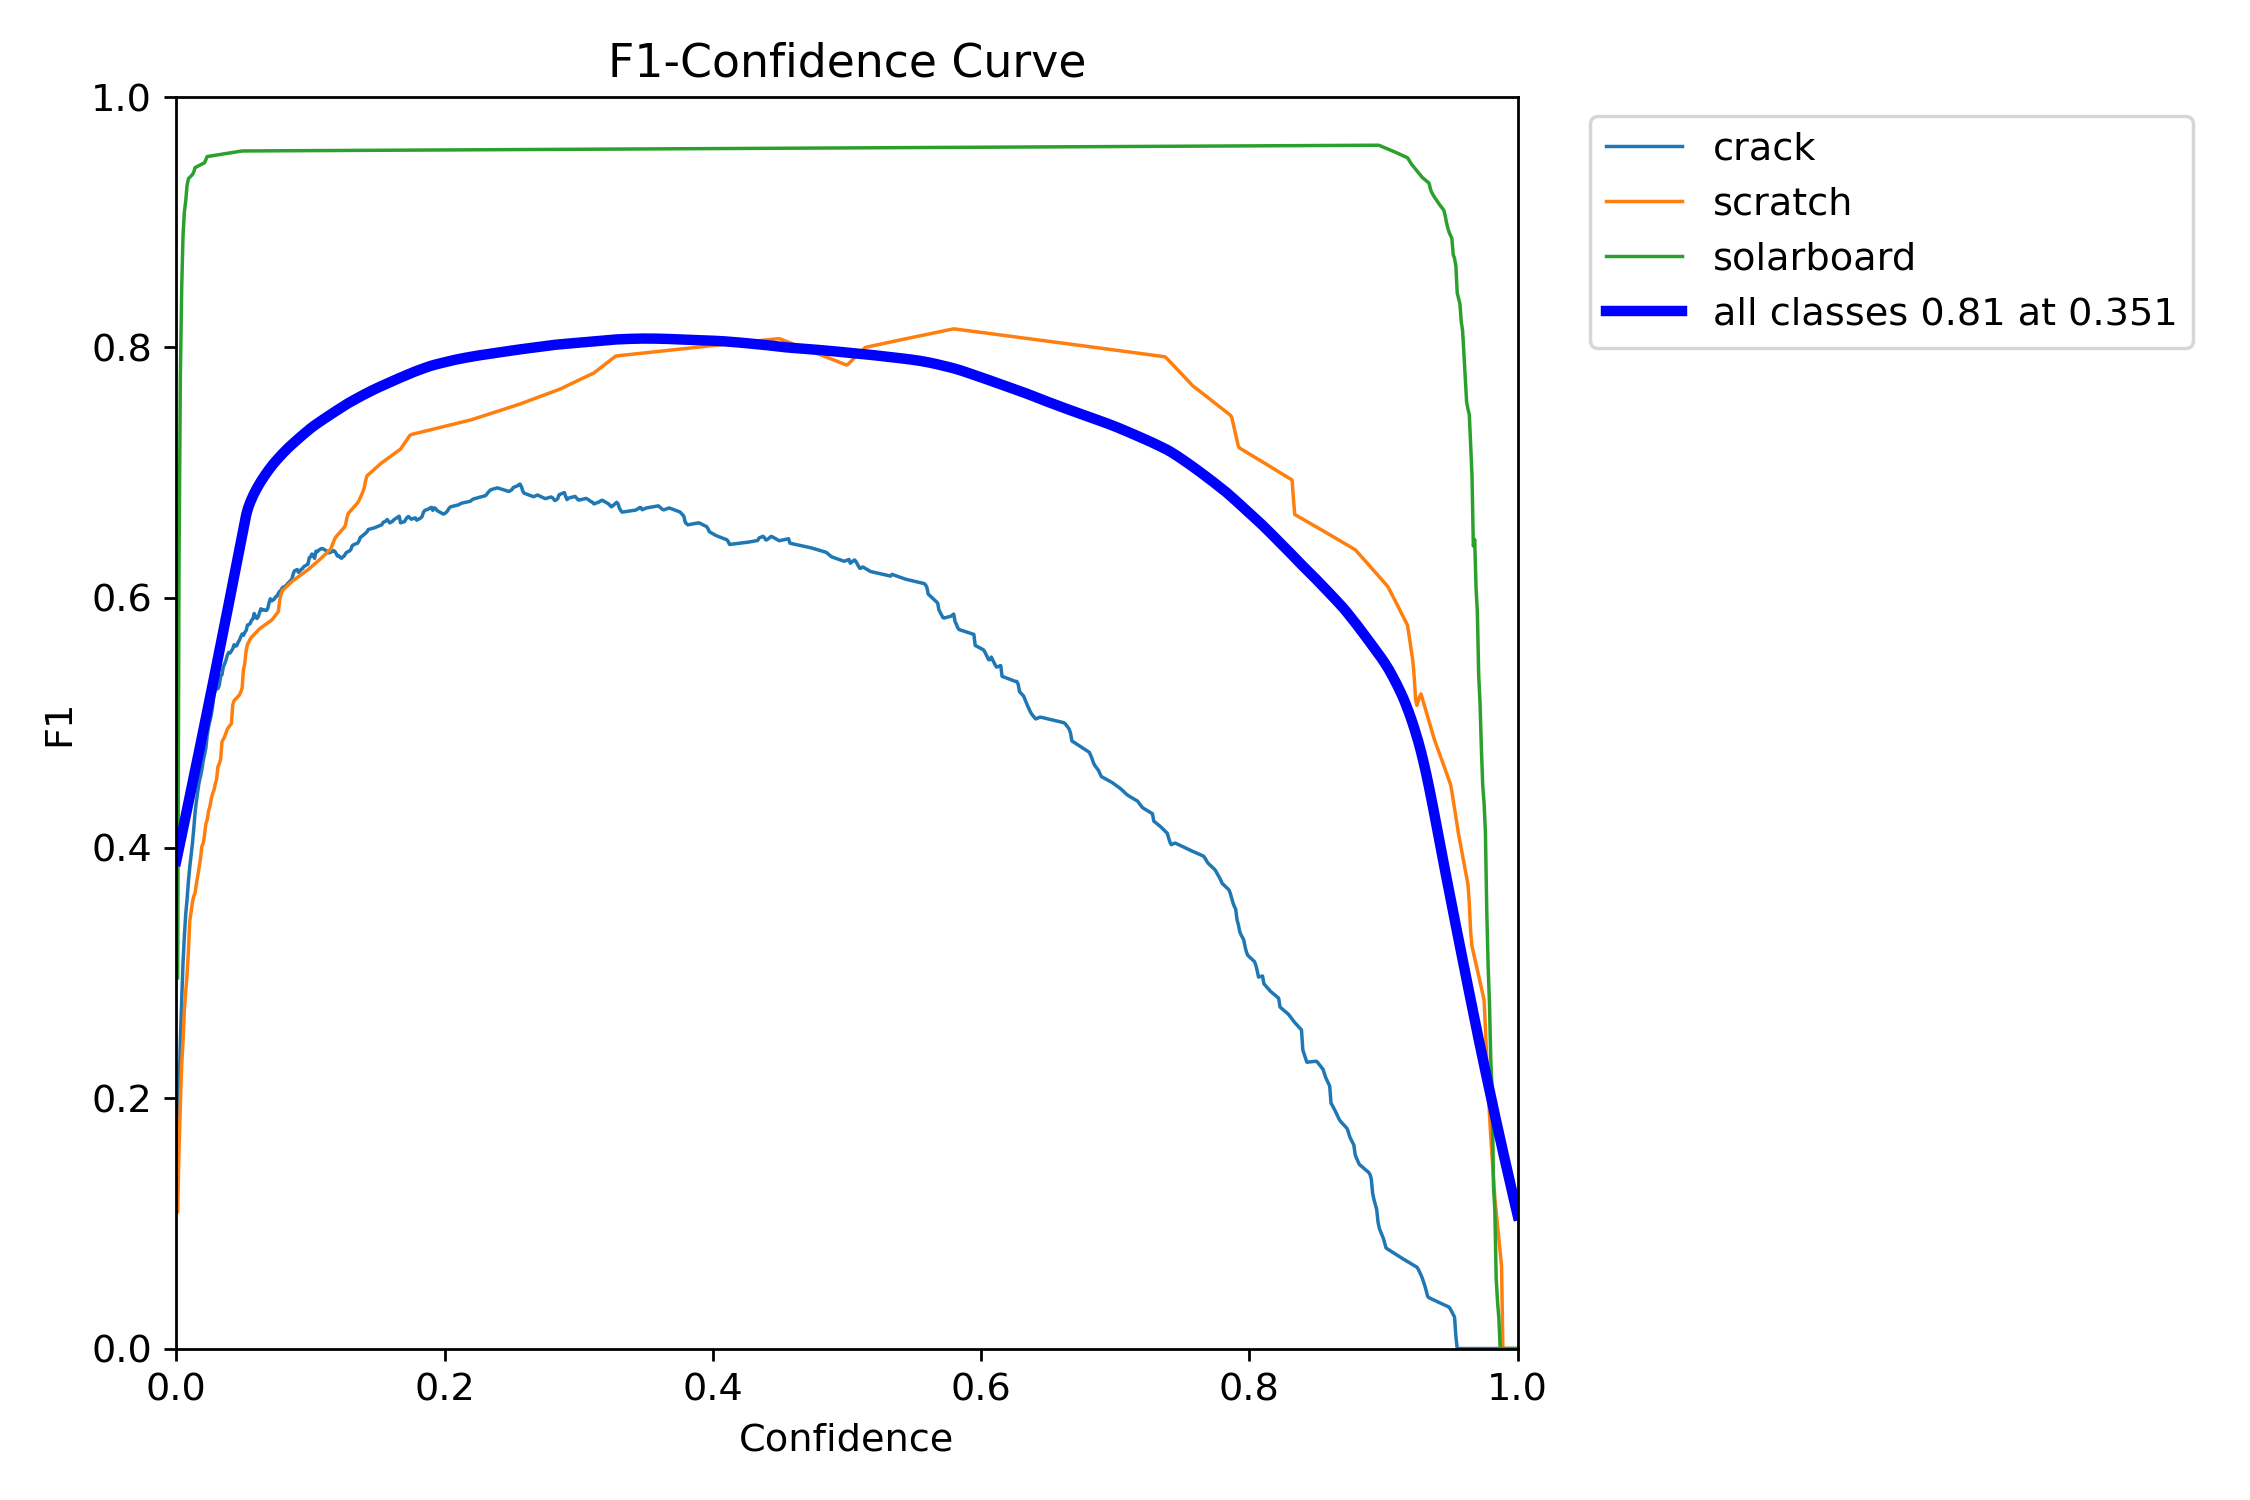 F1-Confidence Curve
crack
scratch
solarboard
all classes 0.81 at 0.351
1.0
0.8
0.6
0.4
0.2
0.0
F1
0.0 0.2 0.4 0.6 0.8 1.0
Confidence